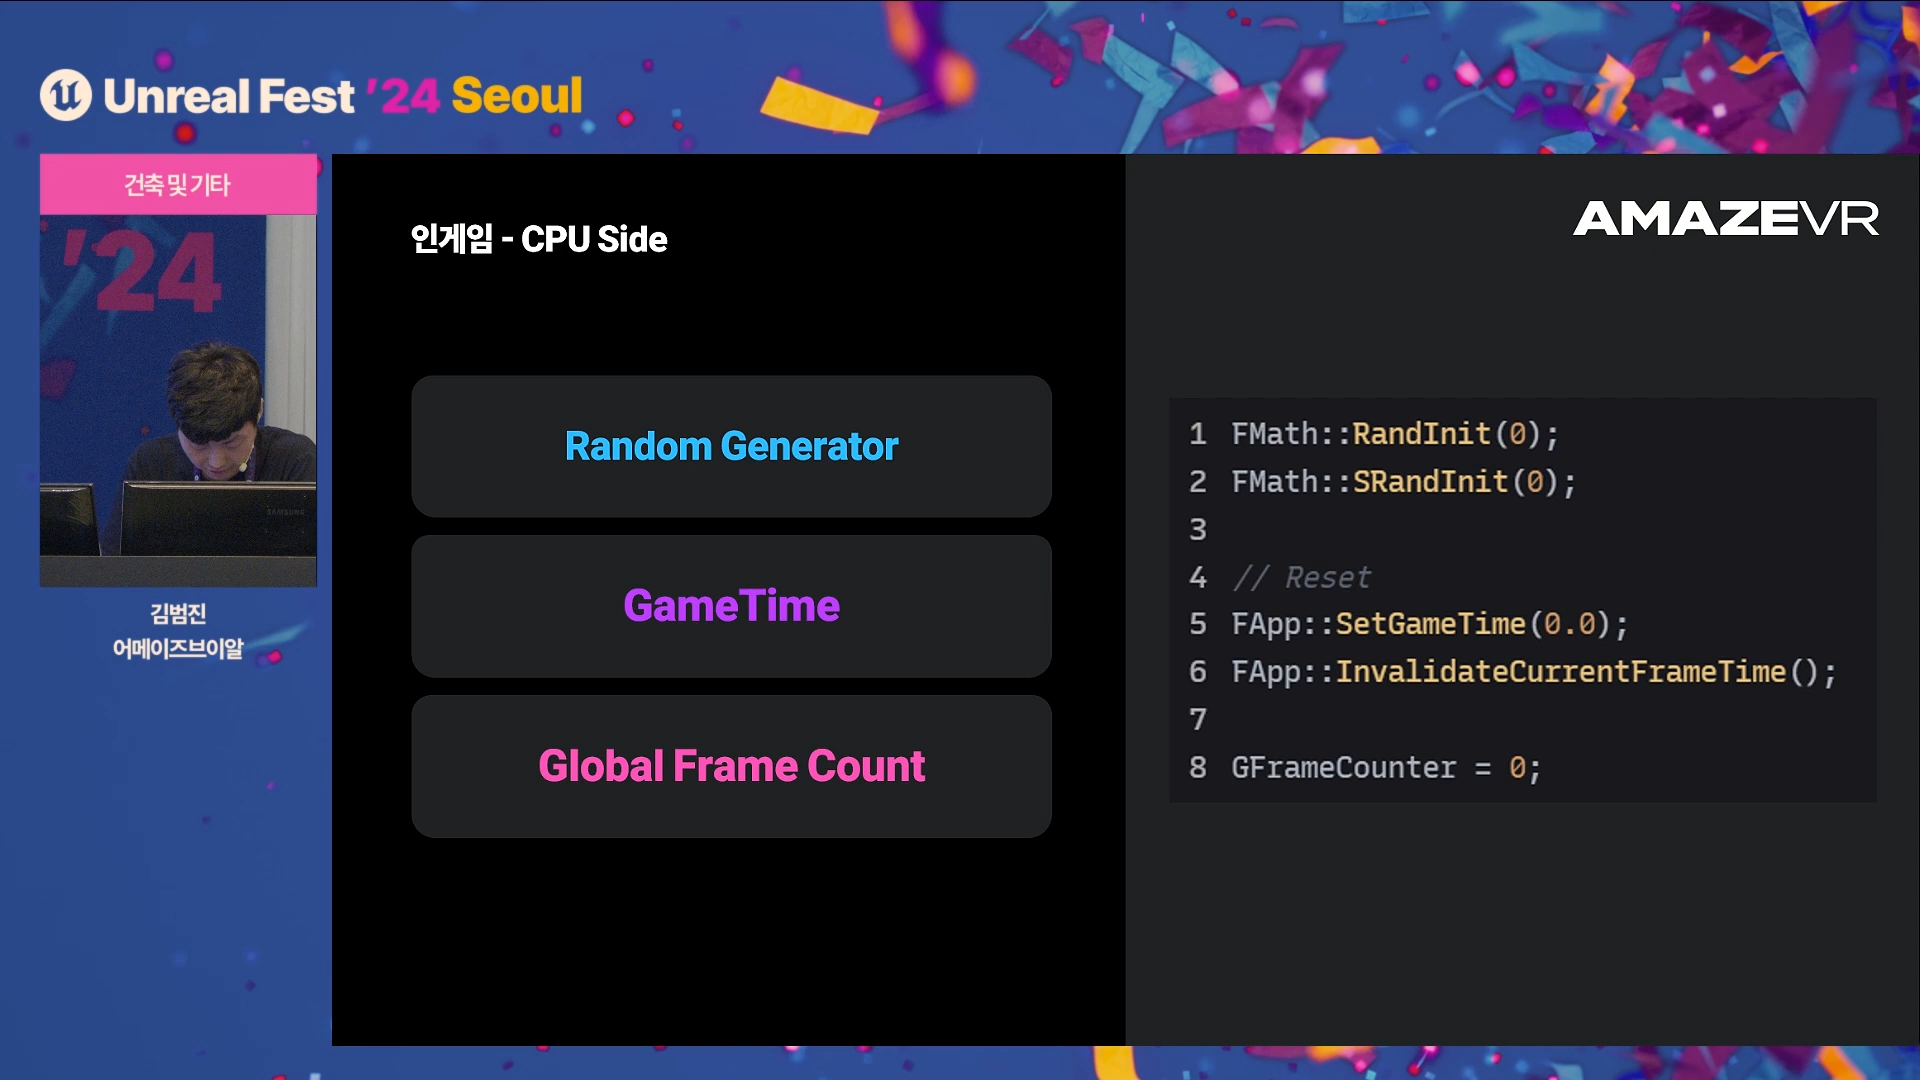 Unreal Fest '24 Seoul
건축 및 기타
'24
SAMSUNG
김범진
어메이즈브이알
인게임 - CPU Side
AMAZEVR
Random Generator
GameTime
Global Frame Count
1 FMath::RandInit(0);
2 FMath::SRandInit(0);
3
4 // Reset
5 FApp::SetGameTime(0.0);
6 FApp::InvalidateCurrentFrameTime();
7
8 GFrameCounter = 0;